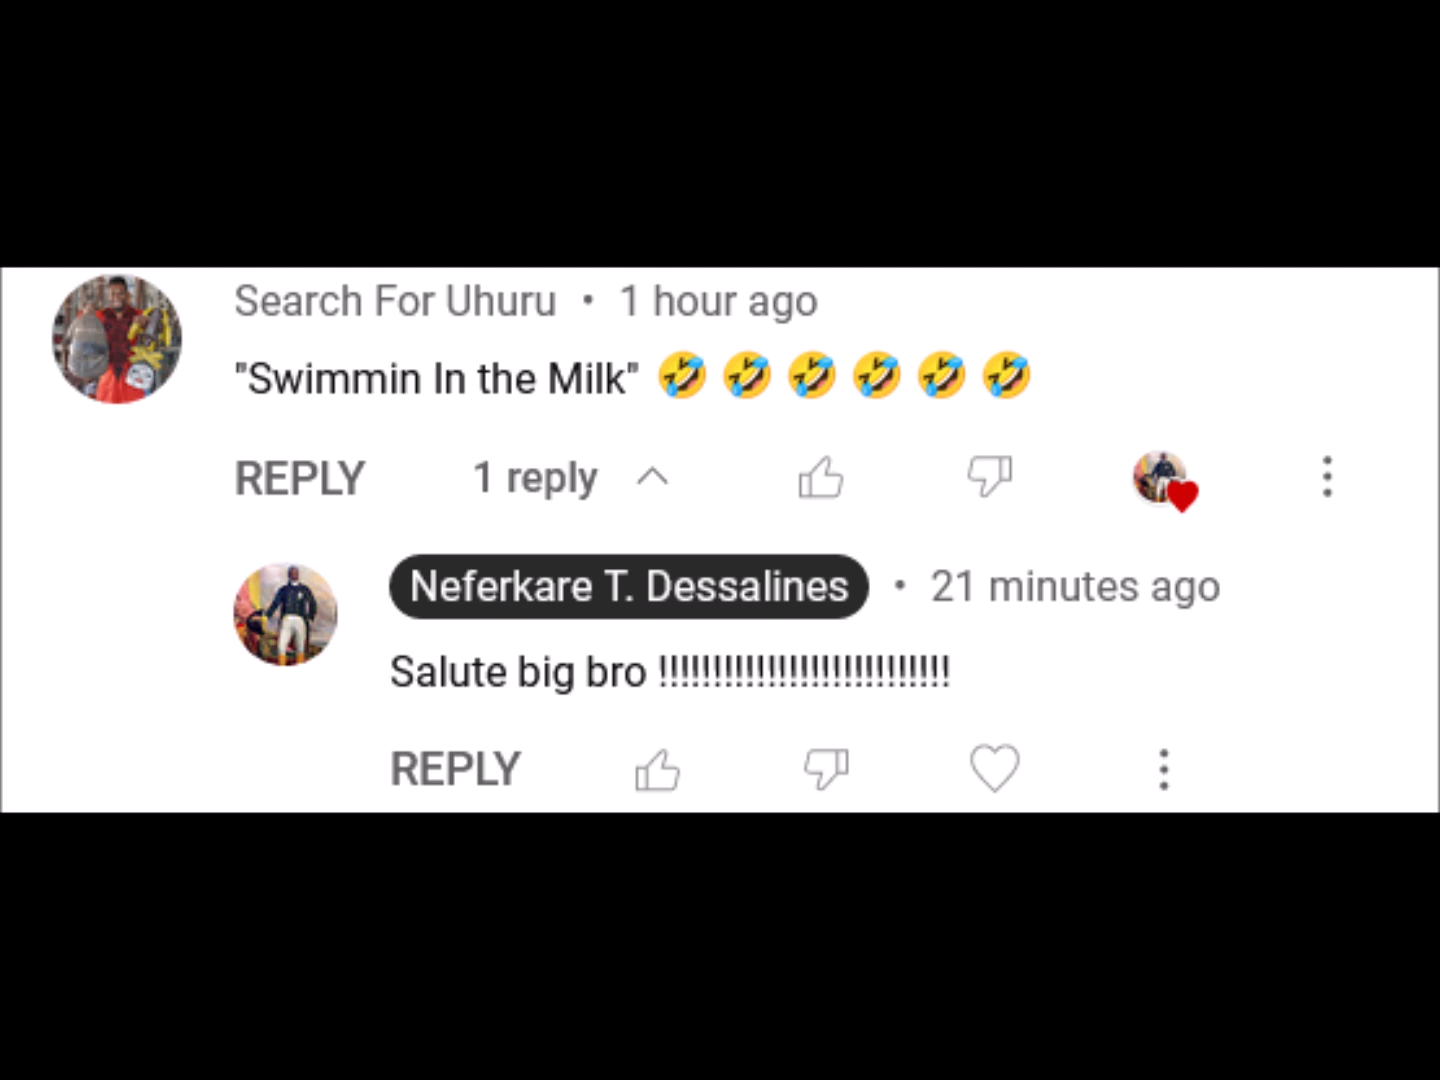 Search For Uhuru • 1 hour ago
"Swimmin In the Milk" 🤣 🤣 🤣 🤣 🤣 🤣
REPLY 1 reply
Neferkare T. Dessalines • 21 minutes ago
Salute big bro !!!!!!!!!!!!!!!!!!!!!!!!!!!
REPLY